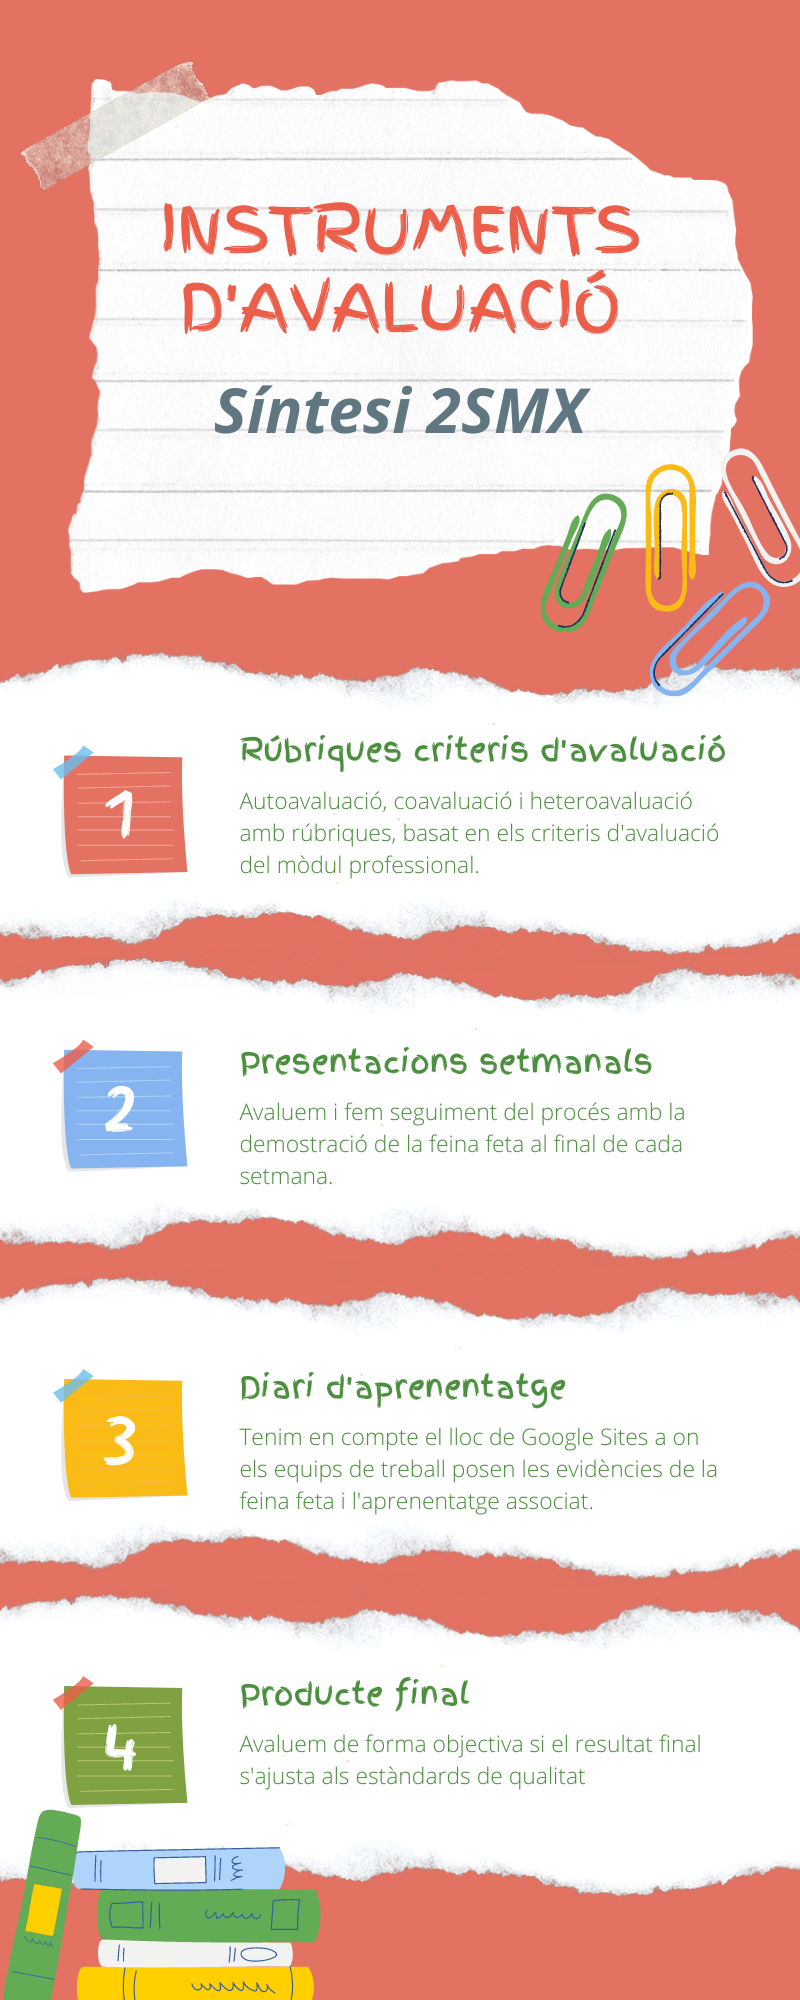 INSTRUMENTS
D'AVALUACIÓ
Síntesi 2SMX
1
Rúbriques criteris d'avaluació
Autoavaluació, coavaluació i heteroavaluació
amb rúbriques, basat en els criteris d'avaluació
del mòdul professional.
2
Presentacions setmanals
Avaluem i fem seguiment del procés amb la
demostració de la feina feta al final de cada
setmana.
3
Diari d'aprenentatge
Tenim en compte el lloc de Google Sites a on
els equips de treball posen les evidències de la
feina feta i l'aprenentatge associat.
4
Producte final
Avaluem de forma objectiva si el resultat final
s'ajusta als estàndards de qualitat